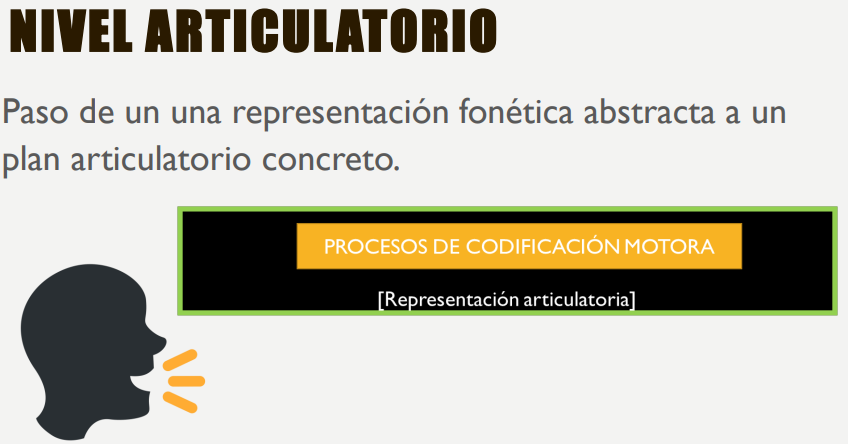 NIVEL ARTICULATORIO
Paso de un una representación fonética abstracta a un
plan articulatorio concreto.
PROCESOS DE CODIFICACIÓN MOTORA
[Representación articulatoria]